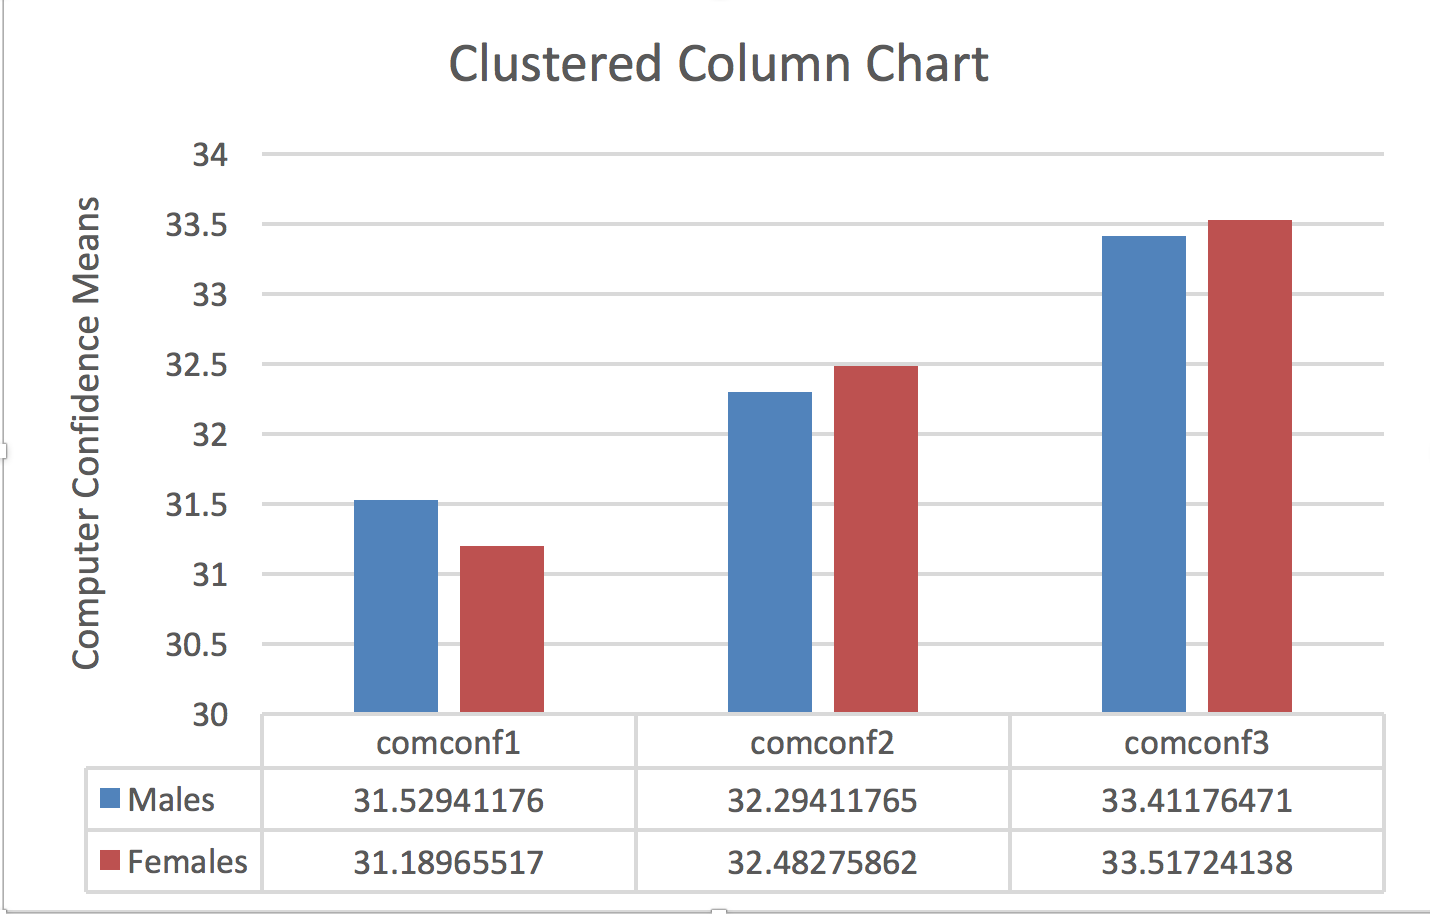 Clustered Column Chart
Computer Confidence Means
34
33.5
33
32.5
32
31.5
31
30.5
30
comconf1 comconf2 comconf3
Males 31.52941176 32.29411765 33.41176471
Females 31.18965517 32.48275862 33.51724138